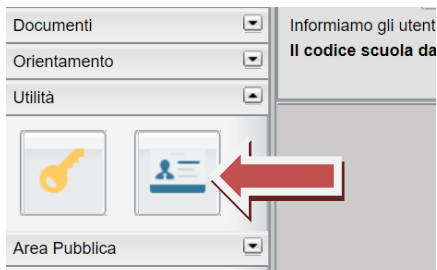 Documenti
Orientamento
Utilità
Area Pubblica
Informiamo gli utent
Il codice scuola da